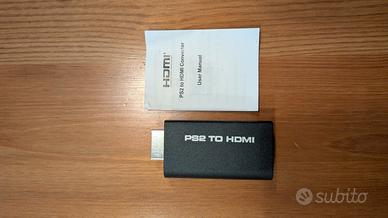 HDMI
PS2 to HDMI Converter
User Manual
PS2 TO HDMI
subito